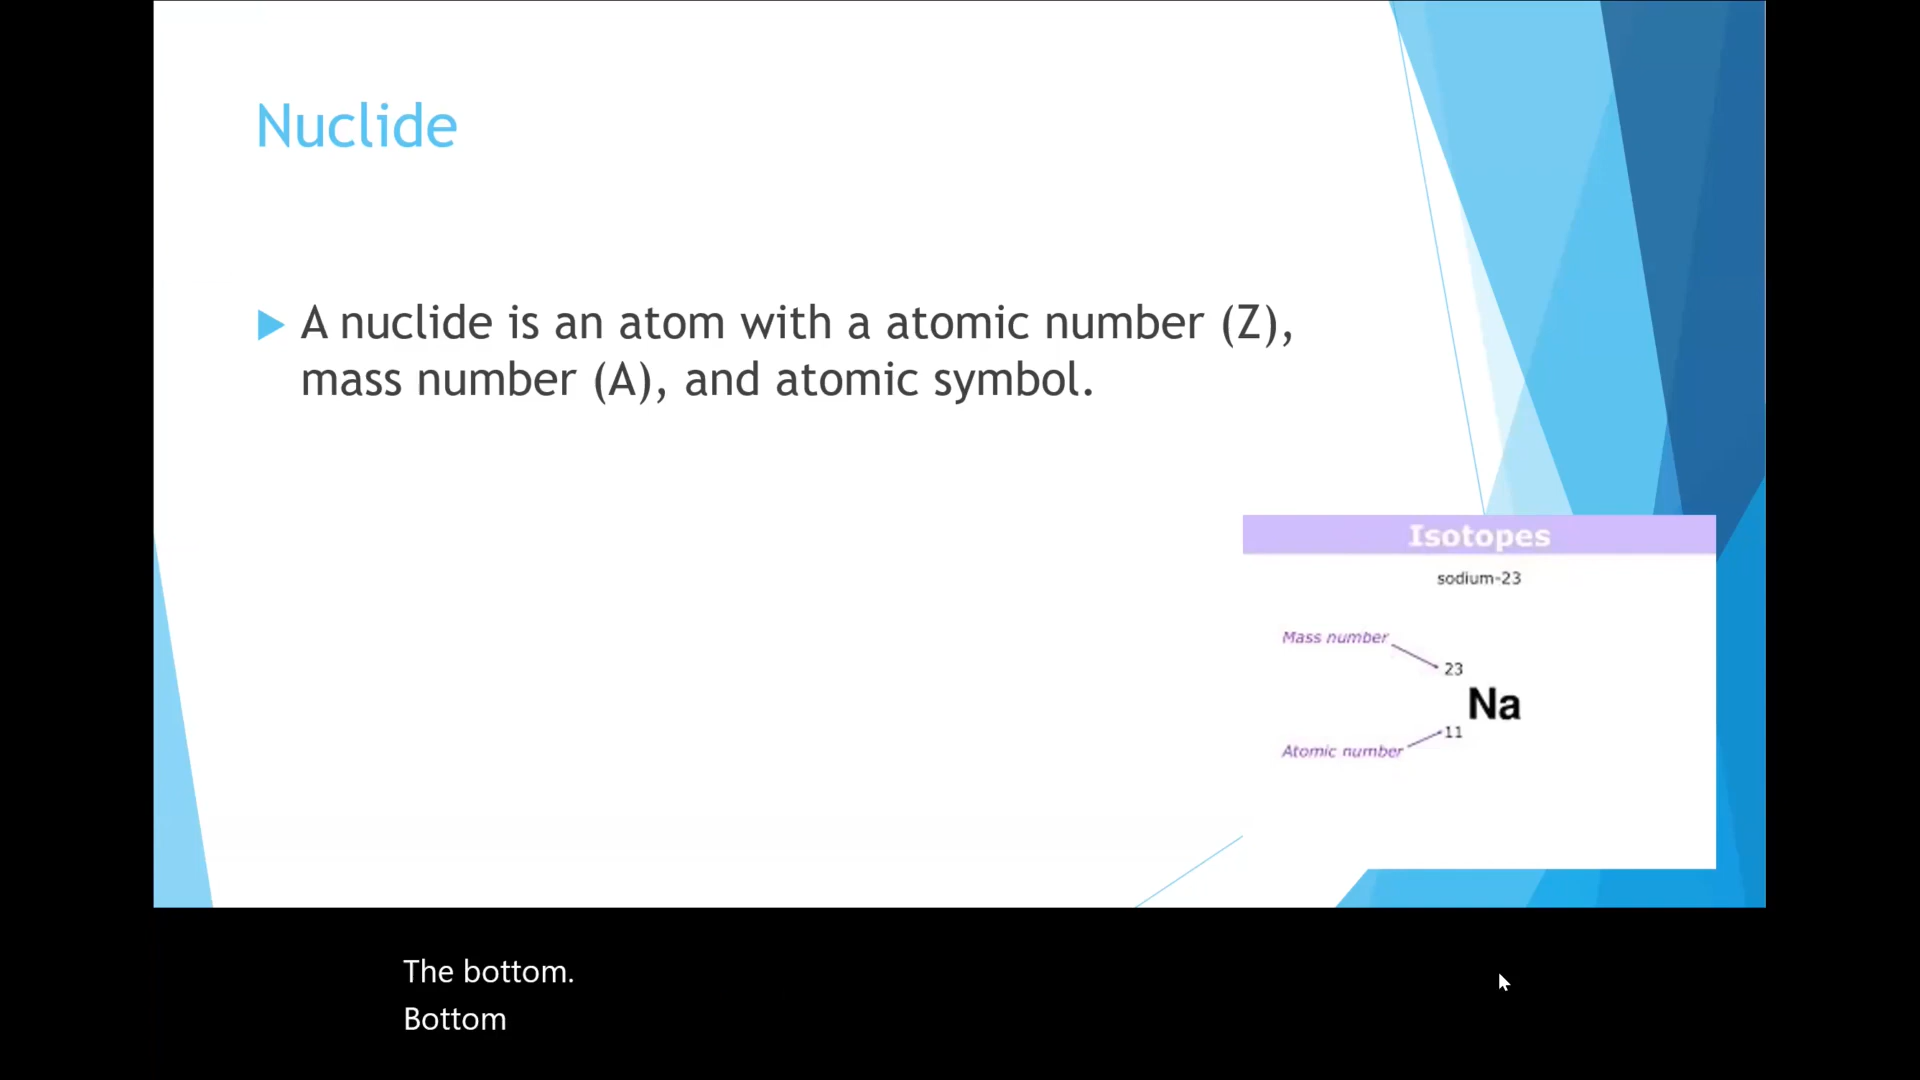 Nuclide
A nuclide is an atom with a atomic number (Z),
mass number (A), and atomic symbol.
Isotopes
sodium-23
Mass number
23
Na
11
Atomic number
The bottom.
Bottom